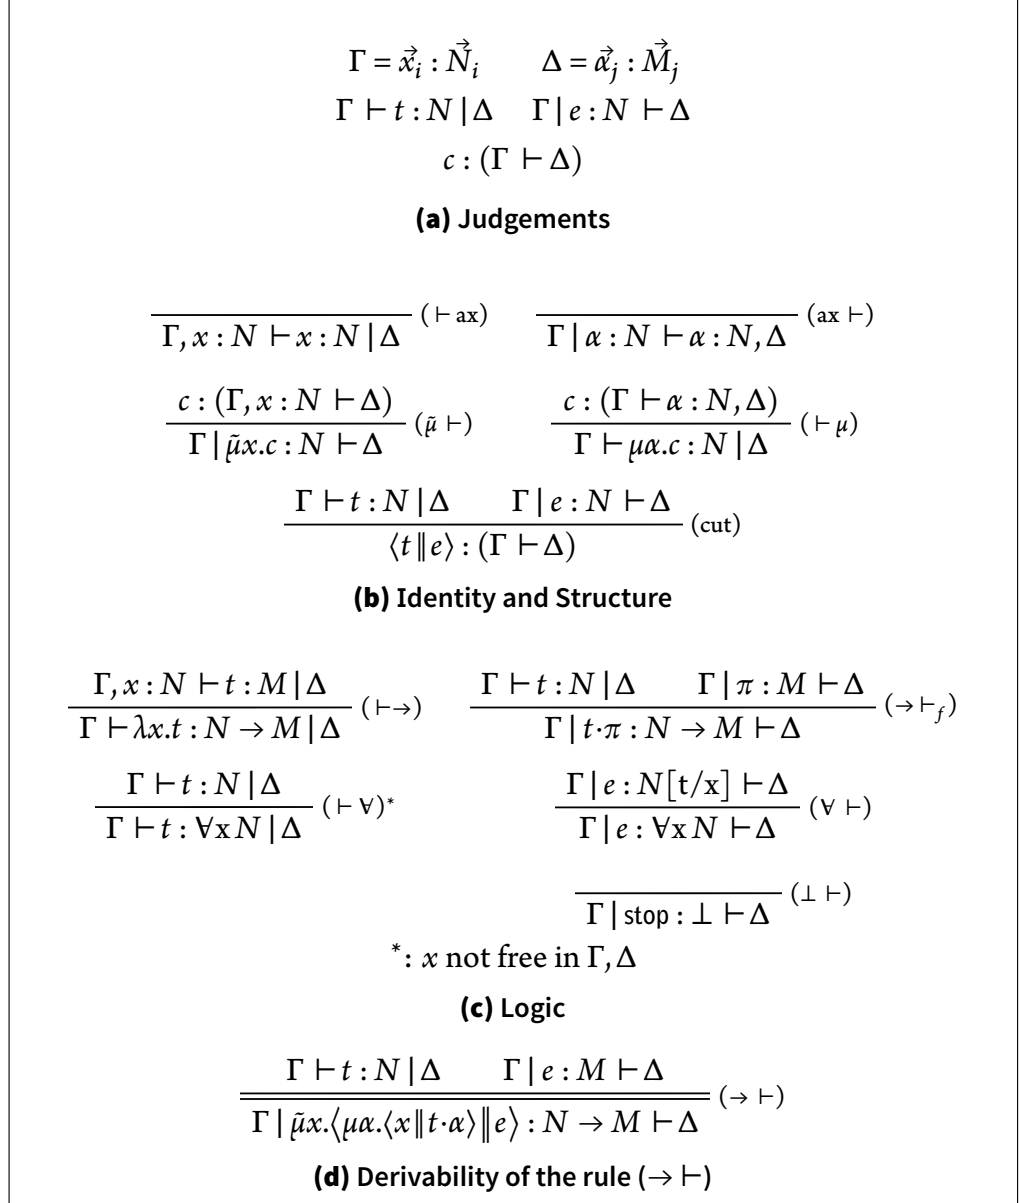 Γ = x⃗ᵢ : N⃗ᵢ Δ = α⃗ⱼ : M⃗ⱼ
Γ ⊢ t : N | Δ Γ | e : N ⊢ Δ
c : (Γ ⊢ Δ)
(a) Judgements
(⊢ ax) (ax ⊢)
Γ, x : N ⊢ x : N | Δ Γ | α : N ⊢ α : N, Δ
c : (Γ, x : N ⊢ Δ) c : (Γ ⊢ α : N, Δ)
(μ̃ ⊢) (⊢ μ)
Γ | μ̃x.c : N ⊢ Δ Γ ⊢ μα.c : N | Δ
Γ ⊢ t : N | Δ Γ | e : N ⊢ Δ
(cut)
⟨t ‖ e⟩ : (Γ ⊢ Δ)
(b) Identity and Structure
Γ, x : N ⊢ t : M | Δ Γ ⊢ t : N | Δ Γ | π : M ⊢ Δ
(⊢→) (→ ⊢f)
Γ ⊢ λx.t : N → M | Δ Γ | t·π : N → M ⊢ Δ
Γ ⊢ t : N | Δ Γ | e : N[t/x] ⊢ Δ
(⊢ ∀)* (∀ ⊢)
Γ ⊢ t : ∀x N | Δ Γ | e : ∀x N ⊢ Δ
(⊥ ⊢)
Γ | stop : ⊥ ⊢ Δ
*: x not free in Γ, Δ
(c) Logic
Γ ⊢ t : N | Δ Γ | e : M ⊢ Δ
(→ ⊢)
Γ | μ̃x.⟨μα.⟨x ‖ t·α⟩ ‖ e⟩ : N → M ⊢ Δ
(d) Derivability of the rule (→ ⊢)